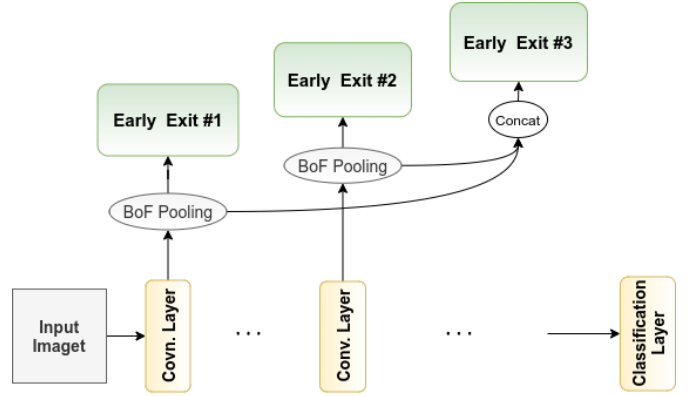 Early Exit #3
Early Exit #2
Early Exit #1
Concat
BoF Pooling
BoF Pooling
Input
Imaget
Covn. Layer
. . .
Conv. Layer
. . .
Classification
Layer